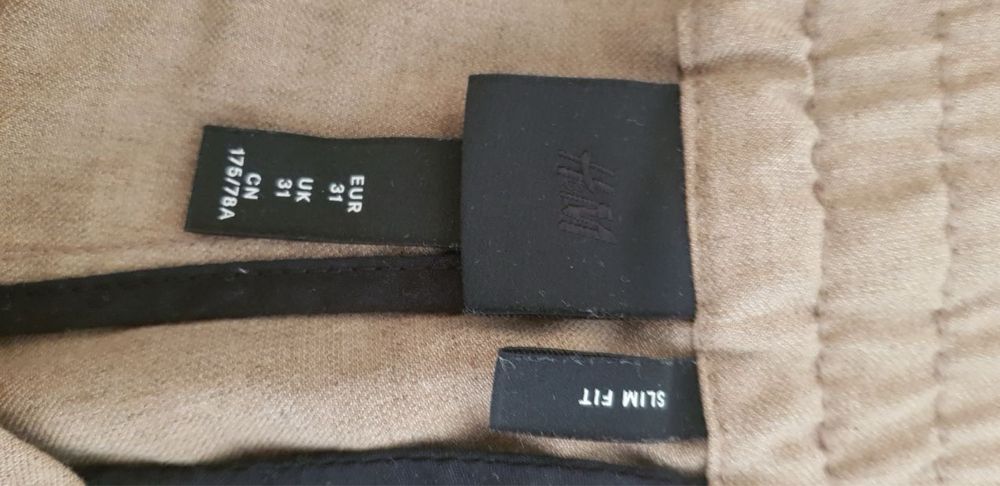 H&M
EUR
31
UK
31
CN
175/78A
SLIM FIT